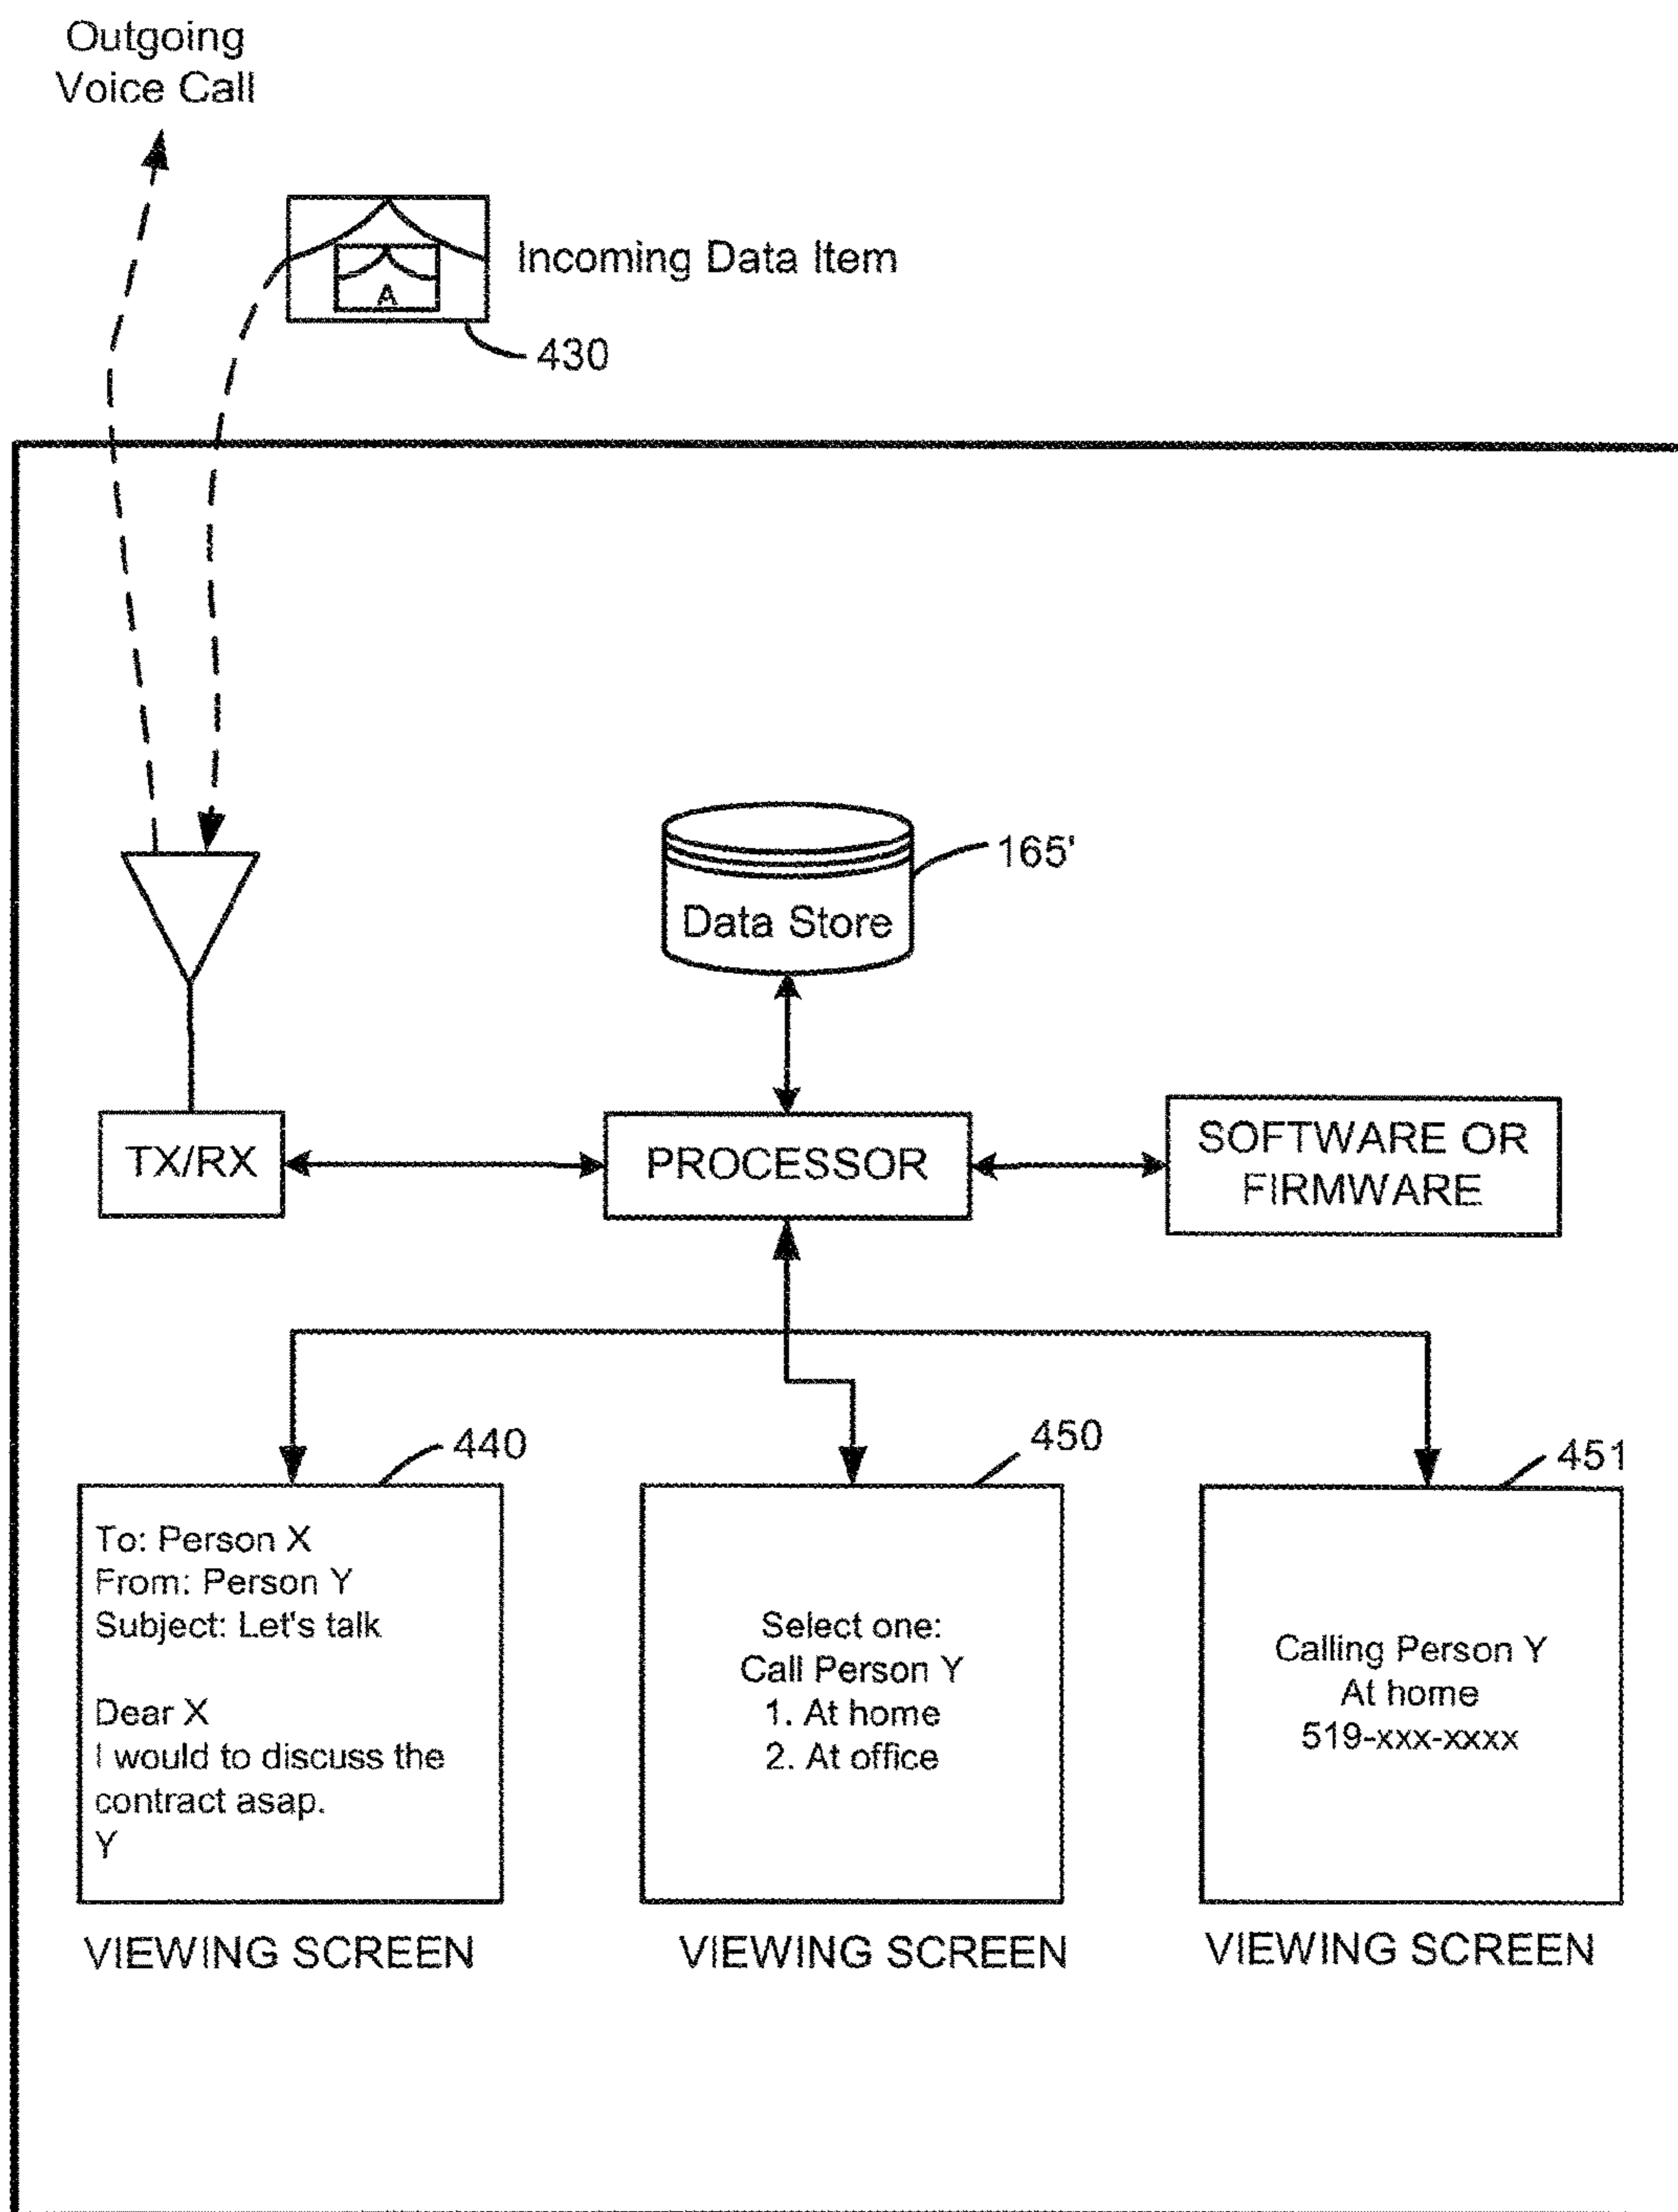 Outgoing
Voice Call
Incoming Data Item
A
430
165'
Data Store
TX/RX
PROCESSOR
SOFTWARE OR
FIRMWARE
440
450
451
To: Person X
From: Person Y
Subject: Let's talk
Dear X
I would to discuss the
contract asap.
Y
Select one:
Call Person Y
1. At home
2. At office
Calling Person Y
At home
519-xxx-xxxx
VIEWING SCREEN
VIEWING SCREEN
VIEWING SCREEN